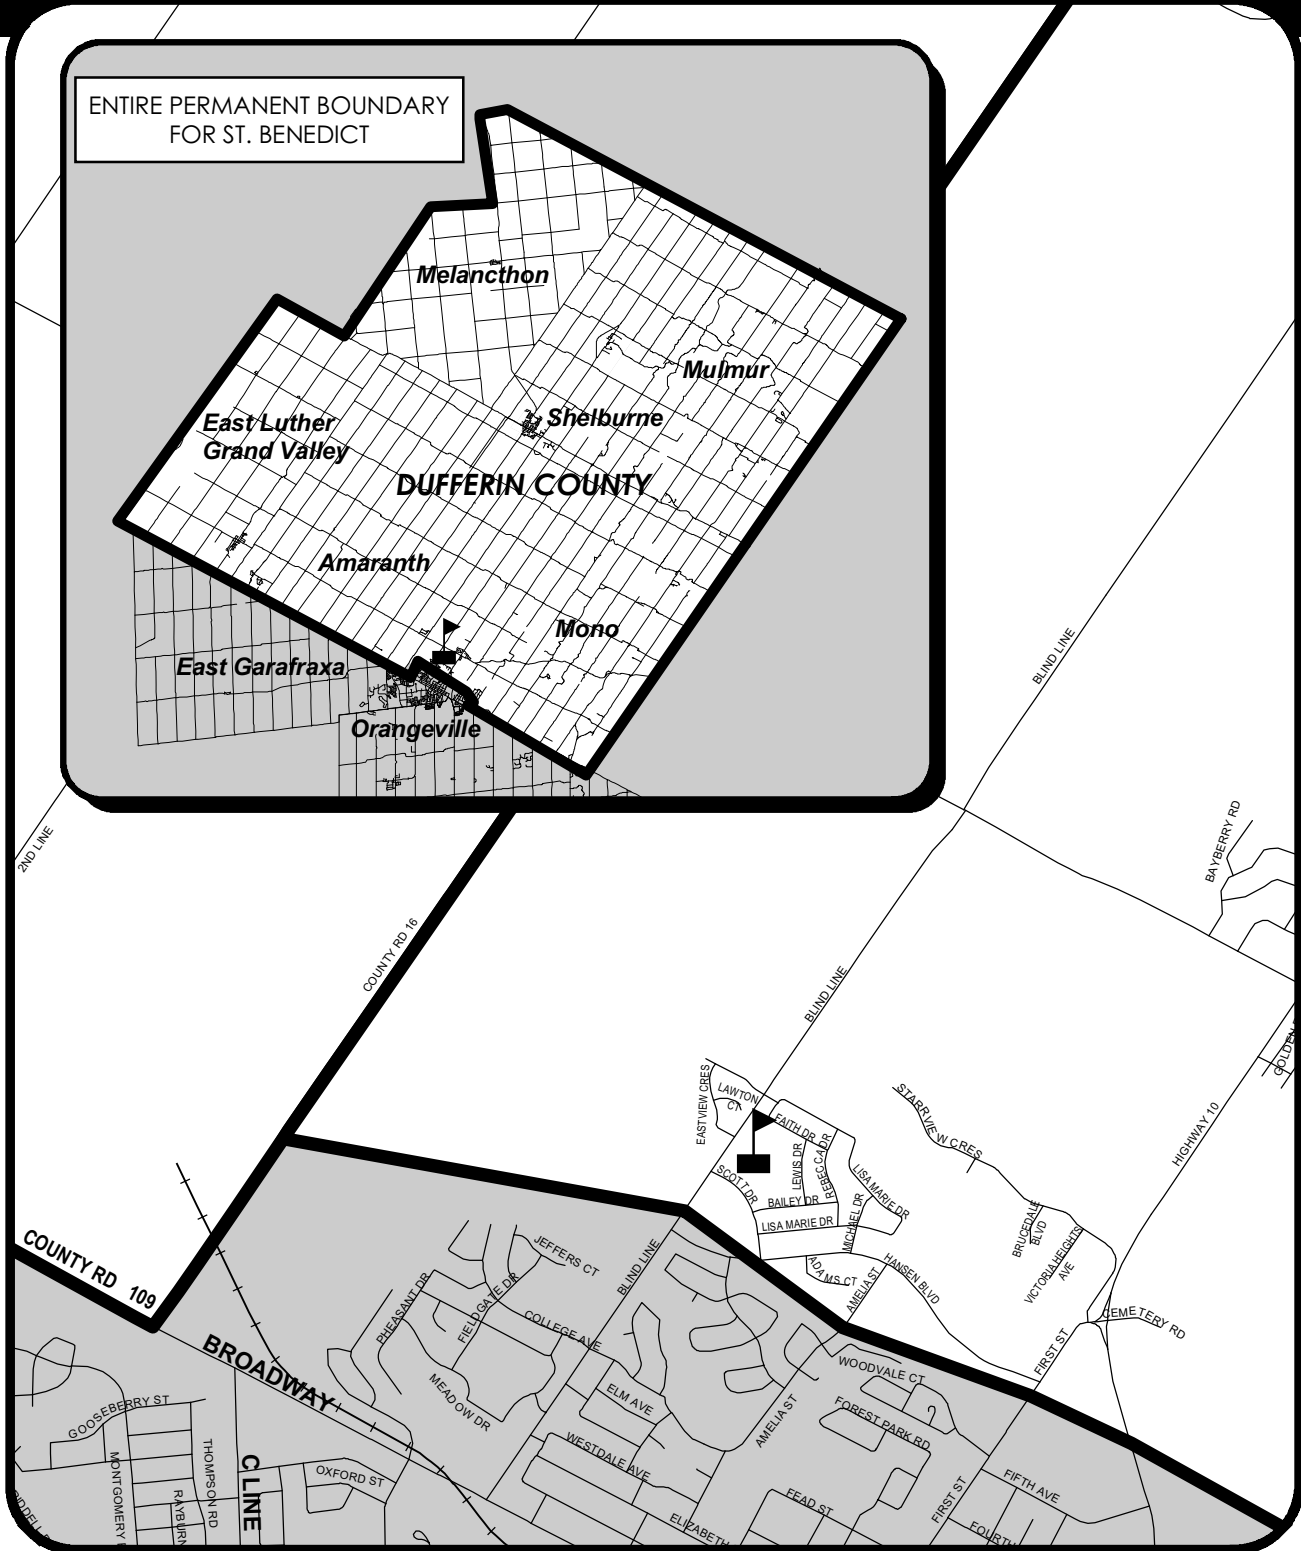 ENTIRE PERMANENT BOUNDARY
FOR ST. BENEDICT
Melancthon
Mulmur
Shelburne
East Luther
Grand Valley
DUFFERIN COUNTY
Amaranth
Mono
East Garafraxa
Orangeville
BLIND LINE
2ND LINE
BAYBERRY RD
COUNTY RD 16
BLIND LINE
EASTVIEW CRES
LAWTON
CT
FAITH DR
STARRVIEW CRES
HIGHWAY 10
LEWIS DR
REBECCA DR
SCOTT DR
LISA MARIE DR
BAILEY DR
LISA MARIE DR
MICHAEL DR
BRUCEDALE
BLVD
VICTORIA HEIGHTS
AVE
COUNTY RD 109
JEFFERS CT
BLIND LINE
ADAMS CT
HANSEN BLVD
AMELIA ST
PHEASANT DR
FIELDGATE DR
COLLEGE AVE
CEMETERY RD
FIRST ST
BROADWAY
WOODVALE CT
MEADOW DR
ELM AVE
AMELIA ST
FOREST PARK RD
GOOSEBERRY ST
WESTDALE AVE
OXFORD ST
C LINE
THOMPSON RD
MONTGOMERY
RAYBURN
FEAD ST
FIRST ST
FIFTH AVE
ELIZABETH
FOURTH